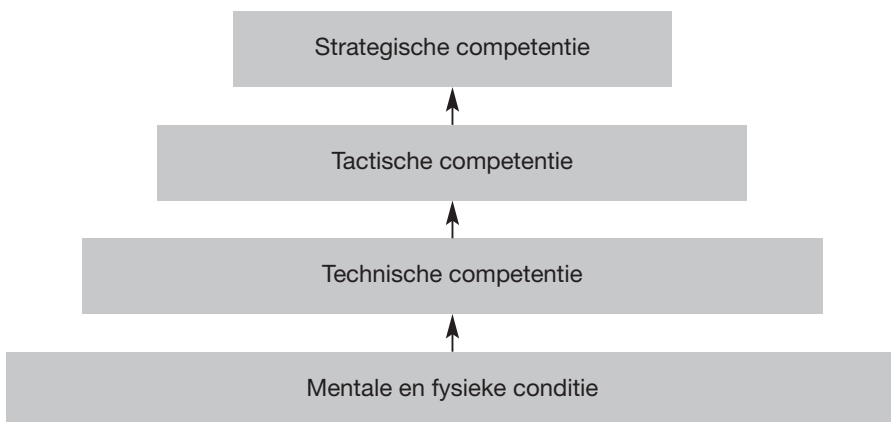 Strategische competentie
Tactische competentie
Technische competentie
Mentale en fysieke conditie